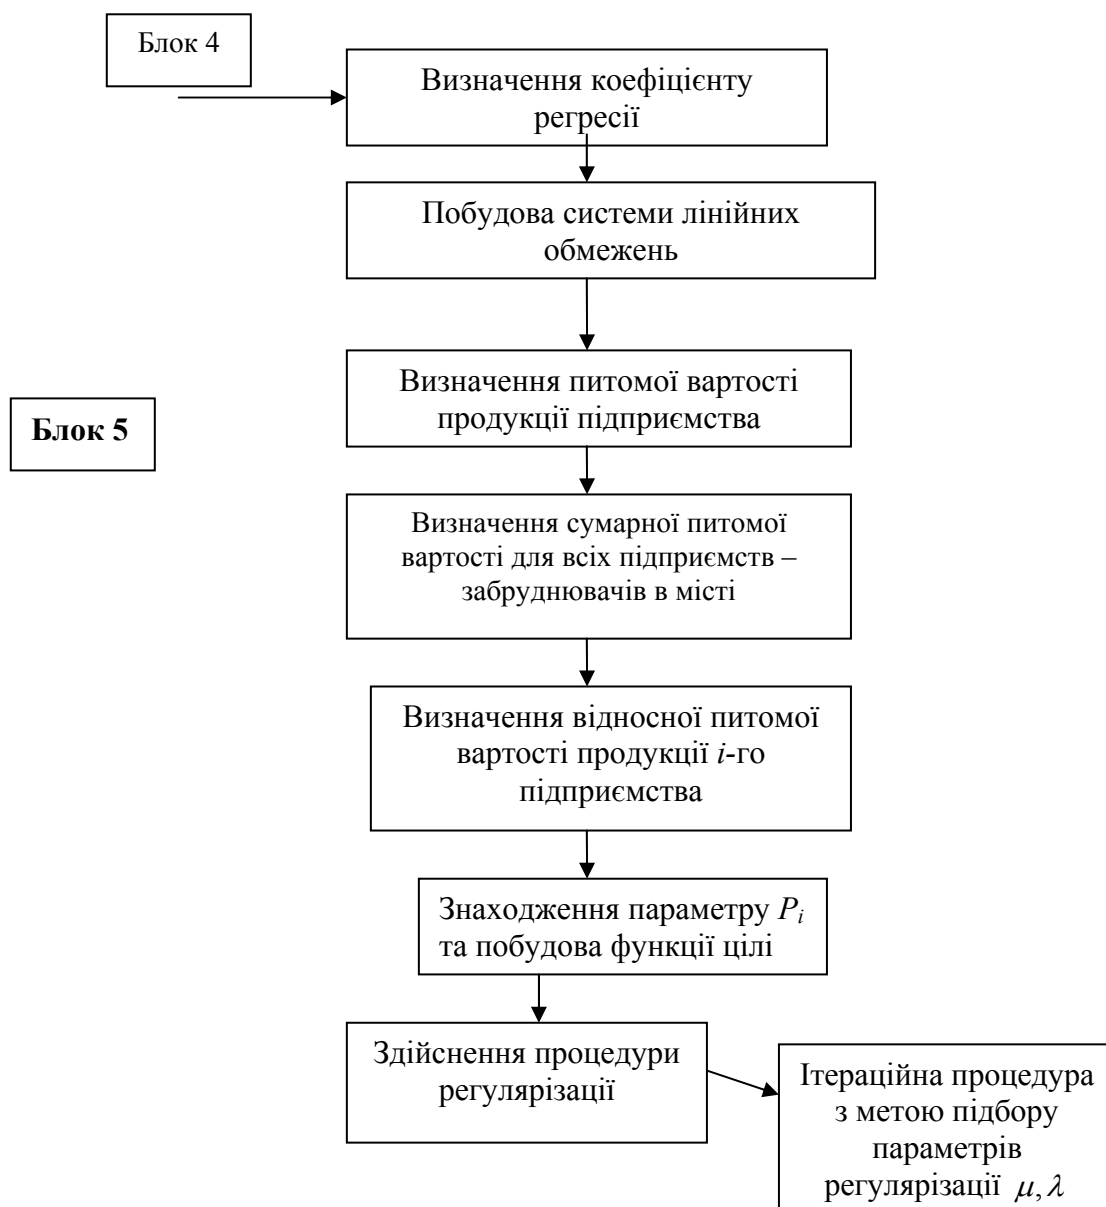 Блок 4
Визначення коефіцієнту
регресії
Побудова системи лінійних
обмежень
Визначення питомої вартості
продукції підприємства
Блок 5
Визначення сумарної питомої
вартості для всіх підприємств –
забруднювачів в місті
Визначення відносної питомої
вартості продукції i-го
підприємства
Знаходження параметру Pᵢ
та побудова функції цілі
Здійснення процедури
регулярізації
Ітераційна процедура
з метою підбору
параметрів
регулярізації μ, λ